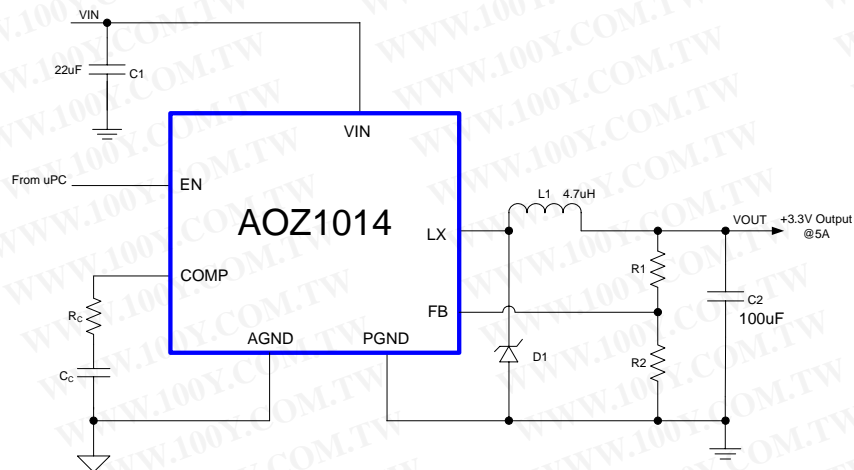 VIN
22uF
C1
VIN
From uPC
EN
AOZ1014
LX
COMP
FB
AGND
PGND
RC
CC
L1 4.7uH
VOUT
+3.3V Output
@5A
R1
C2
100uF
R2
D1
WWW.100Y.COM.TW